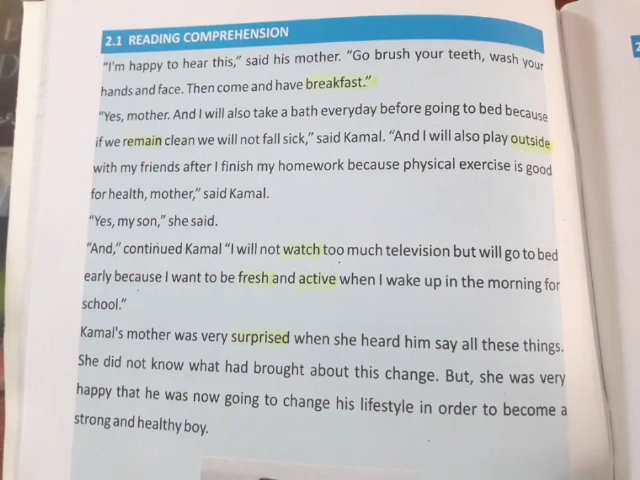 2.1 READING COMPREHENSION
"I'm happy to hear this," said his mother. "Go brush your teeth, wash your
hands and face. Then come and have breakfast."
"Yes, mother. And I will also take a bath everyday before going to bed because
if we remain clean we will not fall sick," said Kamal. "And I will also play outside
with my friends after I finish my homework because physical exercise is good
for health, mother," said Kamal.
"Yes, my son," she said.
"And," continued Kamal "I will not watch too much television but will go to bed
early because I want to be fresh and active when I wake up in the morning for
school."
Kamal's mother was very surprised when she heard him say all these things.
She did not know what had brought about this change. But, she was very
happy that he was now going to change his lifestyle in order to become a
strong and healthy boy.